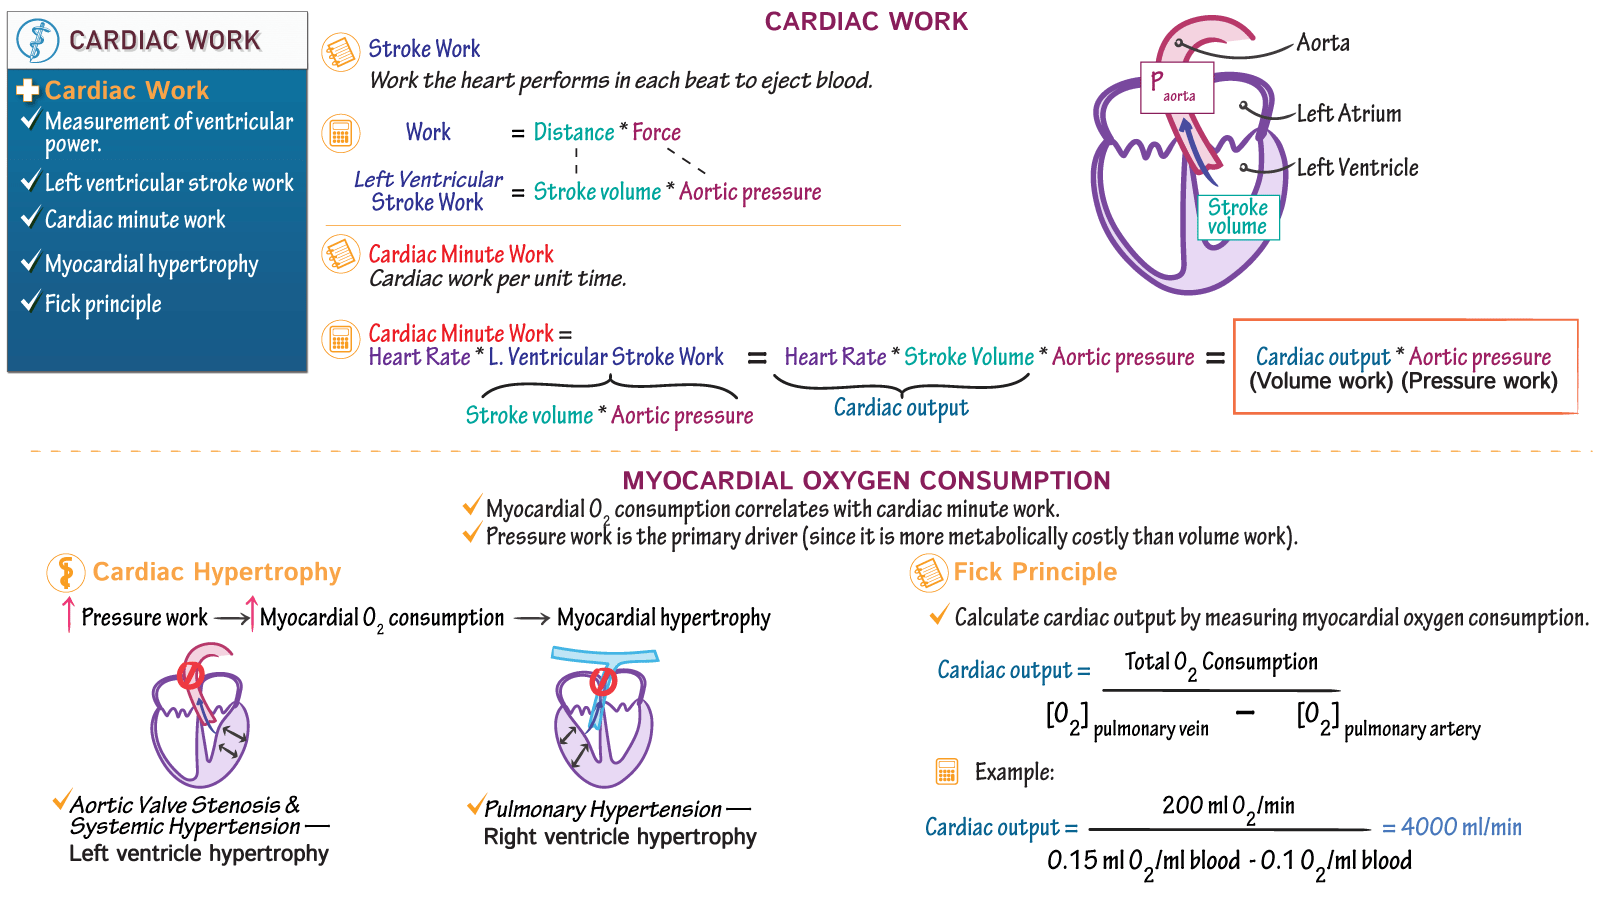 CARDIAC WORK
Cardiac Work
Measurement of ventricular
power.
Left ventricular stroke work
Cardiac minute work
Myocardial hypertrophy
Fick principle
CARDIAC WORK
Stroke Work
Work the heart performs in each beat to eject blood.
Work = Distance * Force
Left Ventricular
Stroke Work = Stroke volume * Aortic pressure
Aorta
P aorta
Left Atrium
Left Ventricle
Stroke
volume
Cardiac Minute Work
Cardiac work per unit time.
Cardiac Minute Work =
Heart Rate * L. Ventricular Stroke Work = Heart Rate * Stroke Volume * Aortic pressure = Cardiac output * Aortic pressure
(Volume work) (Pressure work)
Stroke volume * Aortic pressure
Cardiac output
MYOCARDIAL OXYGEN CONSUMPTION
Myocardial O2 consumption correlates with cardiac minute work.
Pressure work is the primary driver (since it is more metabolically costly than volume work).
Cardiac Hypertrophy
↑ Pressure work → ↑ Myocardial O2 consumption → Myocardial hypertrophy
Aortic Valve Stenosis &
Systemic Hypertension —
Left ventricle hypertrophy
Pulmonary Hypertension —
Right ventricle hypertrophy
Fick Principle
Calculate cardiac output by measuring myocardial oxygen consumption.
Cardiac output =
Total O2 Consumption
[O2] pulmonary vein – [O2] pulmonary artery
Example:
200 ml O2/min
Cardiac output = = 4000 ml/min
0.15 ml O2/ml blood - 0.1 O2/ml blood